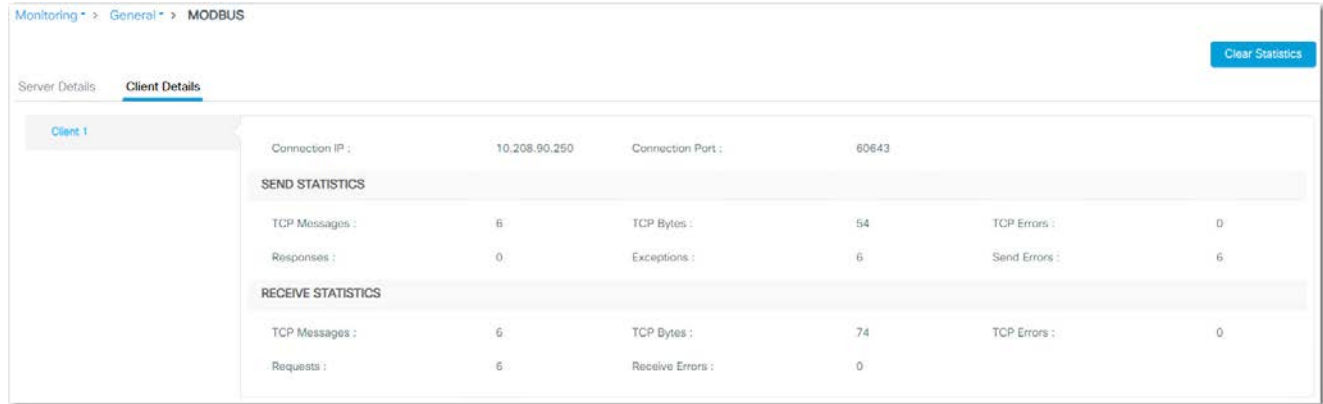 Monitoring > General > MODBUS
Clear Statistics
Server Details Client Details
Client 1
Connection IP : 10.208.90.250 Connection Port : 60643
SEND STATISTICS
TCP Messages : 6 TCP Bytes : 54 TCP Errors : 0
Responses : 0 Exceptions : 6 Send Errors : 6
RECEIVE STATISTICS
TCP Messages : 6 TCP Bytes : 74 TCP Errors : 0
Requests : 6 Receive Errors : 0